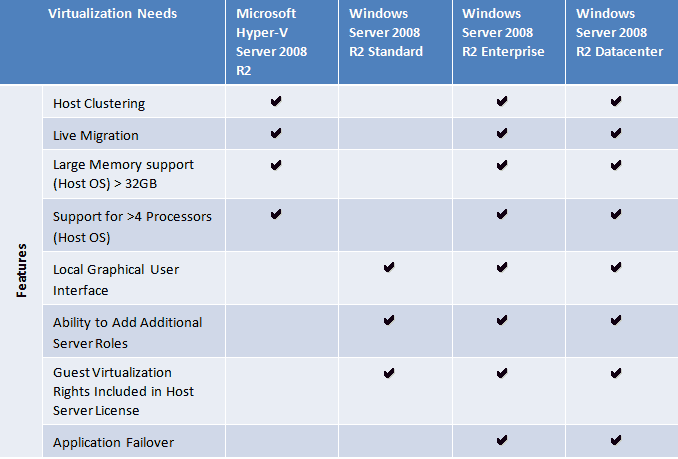 Virtualization Needs
Microsoft
Hyper-V
Server 2008
R2
Windows
Server 2008
R2 Standard
Windows
Server 2008
R2 Enterprise
Windows
Server 2008
R2 Datacenter
Features
Host Clustering
✔ ✔ ✔
Live Migration
✔ ✔ ✔
Large Memory support
(Host OS) > 32GB
✔ ✔ ✔
Support for >4 Processors
(Host OS)
✔ ✔ ✔
Local Graphical User
Interface
✔ ✔ ✔
Ability to Add Additional
Server Roles
✔ ✔ ✔
Guest Virtualization
Rights Included in Host
Server License
✔ ✔ ✔
Application Failover
✔ ✔